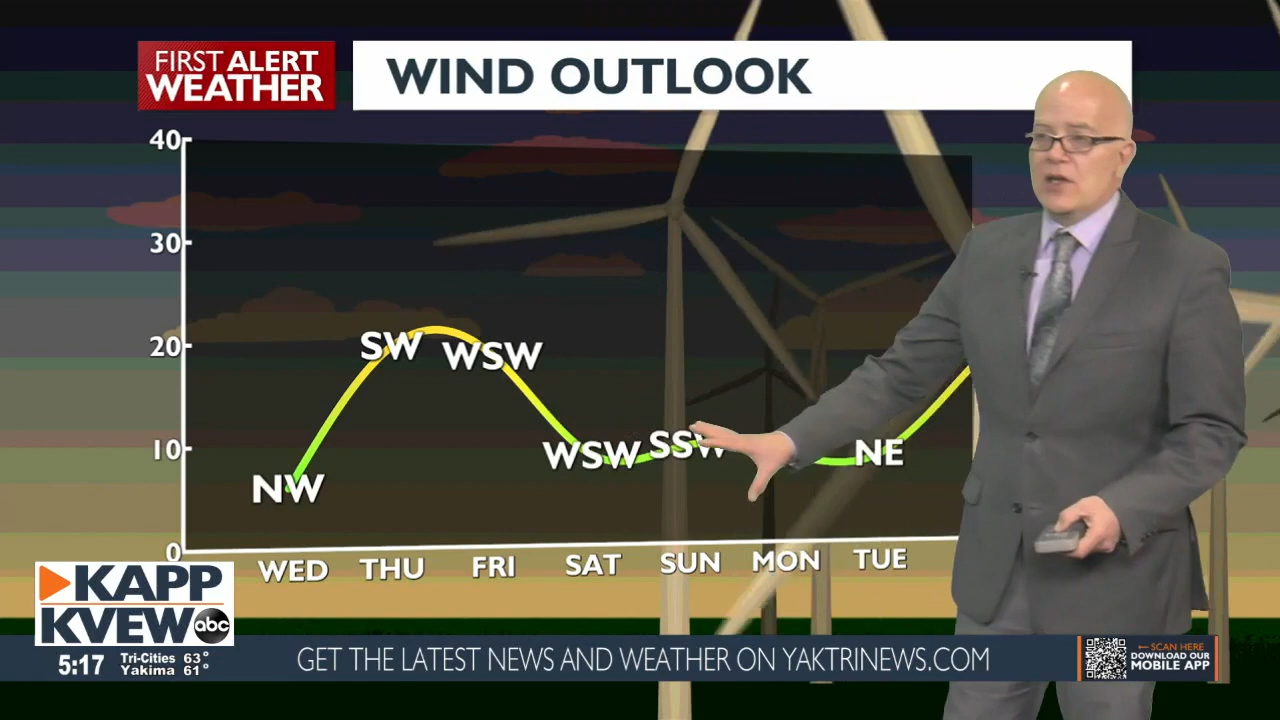 FIRST ALERT
WEATHER
WIND OUTLOOK
40
30
20
10
0
NW
SW
WSW
WSW
SSW
NE
WED
THU
FRI
SAT
SUN
MON
TUE
KAPP
KVEW
abc
5:17
Tri-Cities 63°
Yakima 61°
GET THE LATEST NEWS AND WEATHER ON YAKTRINEWS.COM
SCAN HERE
DOWNLOAD OUR
MOBILE APP